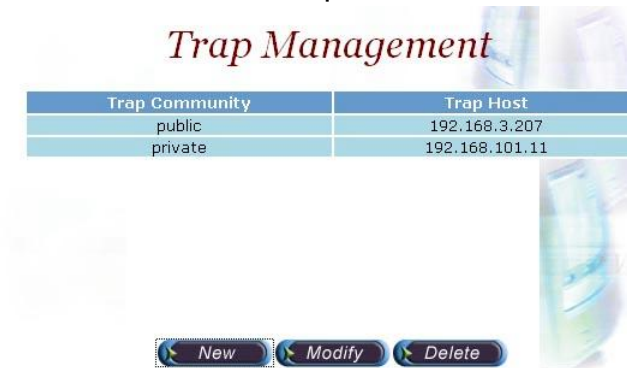 Trap Management
Trap Community Trap Host
public 192.168.3.207
private 192.168.101.11
New Modify Delete